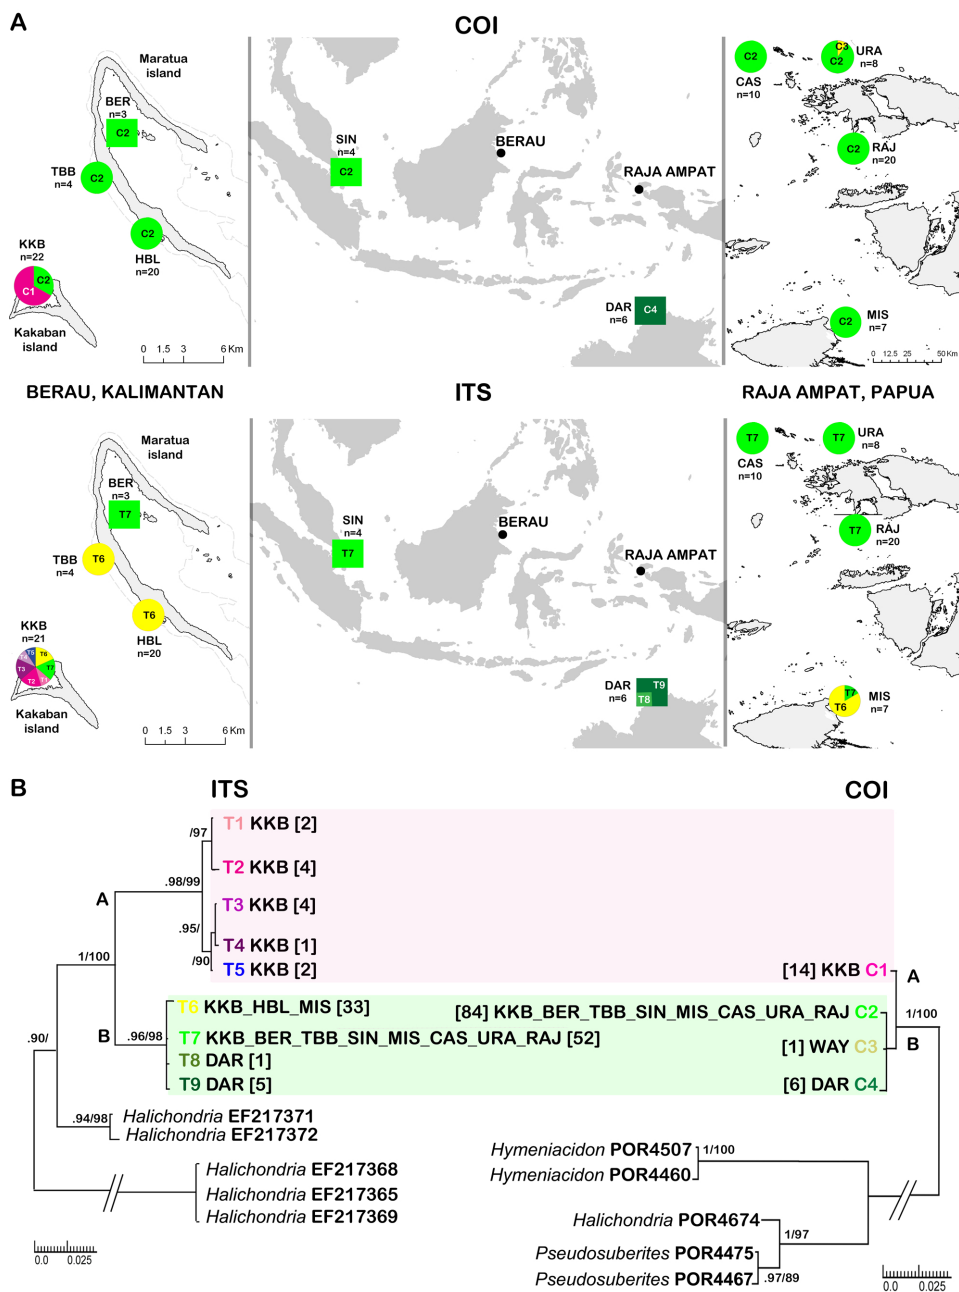 A
COI
Maratua
island
BER
n=3
C2
TBB
n=4
C2
C2
HBL
n=20
KKB
n=22
C2
C1
Kakaban
island
0 1.5 3 6 Km
SIN
n=4
C2
BERAU
RAJA AMPAT
DAR
n=6
C4
C2
CAS
n=10
C3
C2
URA
n=8
C2
RAJ
n=20
C2
MIS
n=7
0 12.5 25 50 Km
BERAU, KALIMANTAN
ITS
RAJA AMPAT, PAPUA
Maratua
island
BER
n=3
T7
TBB
n=4
T6
T6
HBL
n=20
KKB
n=21
T5
T6
T4
T3
T7
T2
T1
Kakaban
island
0 1.5 3 6 Km
SIN
n=4
T7
BERAU
RAJA AMPAT
DAR
n=6
T9
T8
T7
CAS
n=10
T7
URA
n=8
T7
RAJ
n=20
T7
T6
MIS
n=7
B
ITS
COI
T1 KKB [2]
/97
T2 KKB [4]
.98/99
A
T3 KKB [4]
.95/
T4 KKB [1]
/90
T5 KKB [2]
1/100
[14] KKB C1
A
T6 KKB_HBL_MIS [33]
[84] KKB_BER_TBB_SIN_MIS_CAS_URA_RAJ C2
1/100
B
.96/98
T7 KKB_BER_TBB_SIN_MIS_CAS_URA_RAJ [52]
[1] WAY C3
B
.90/
T8 DAR [1]
T9 DAR [5]
[6] DAR C4
.94/98
Halichondria EF217371
Halichondria EF217372
Hymeniacidon POR4507
1/100
Halichondria EF217368
Hymeniacidon POR4460
Halichondria EF217365
Halichondria EF217369
Halichondria POR4674
1/97
Pseudosuberites POR4475
Pseudosuberites POR4467
.97/89
0.0 0.025
0.0 0.025